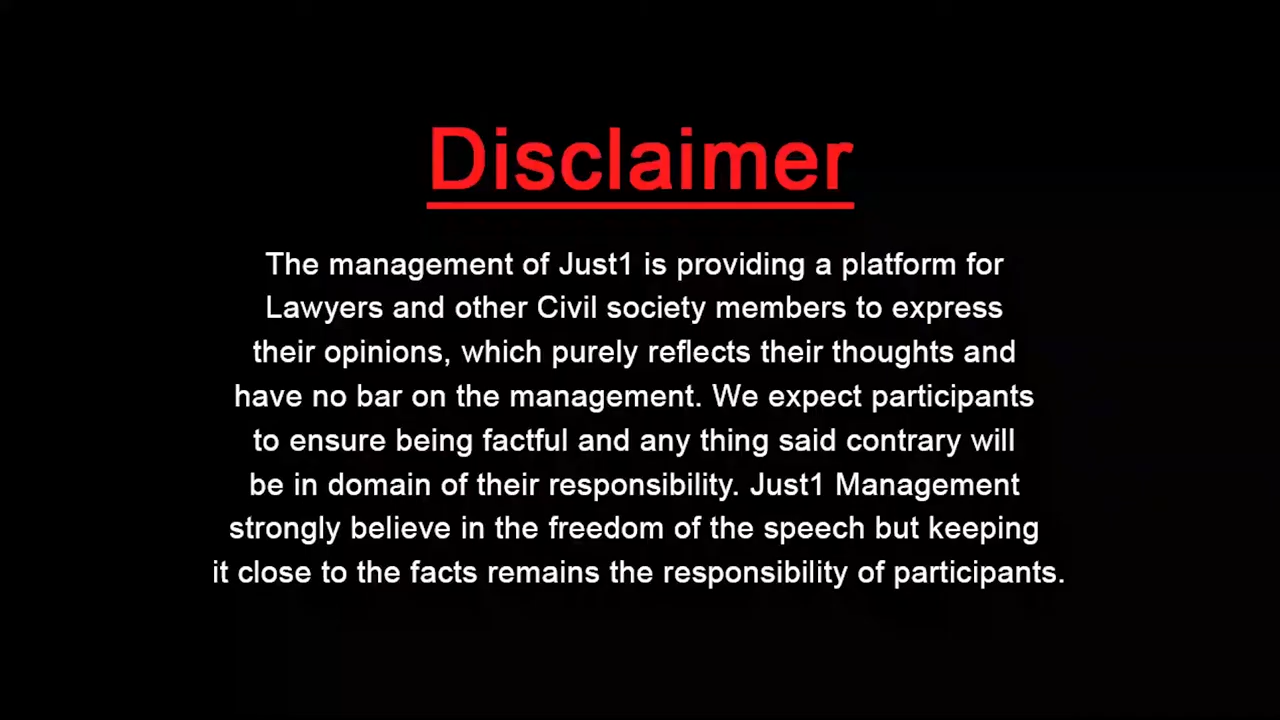 Disclaimer
The management of Just1 is providing a platform for
Lawyers and other Civil society members to express
their opinions, which purely reflects their thoughts and
have no bar on the management. We expect participants
to ensure being factful and any thing said contrary will
be in domain of their responsibility. Just1 Management
strongly believe in the freedom of the speech but keeping
it close to the facts remains the responsibility of participants.